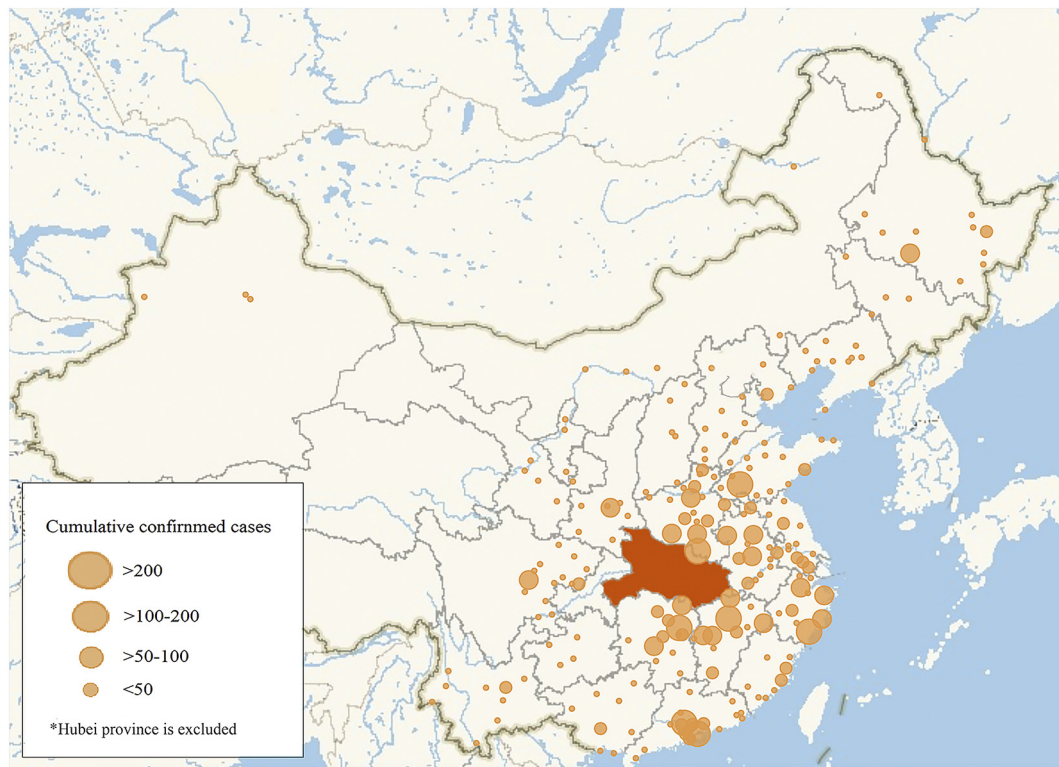 Cumulative confirnmed cases
>200
>100-200
>50-100
<50
*Hubei province is excluded